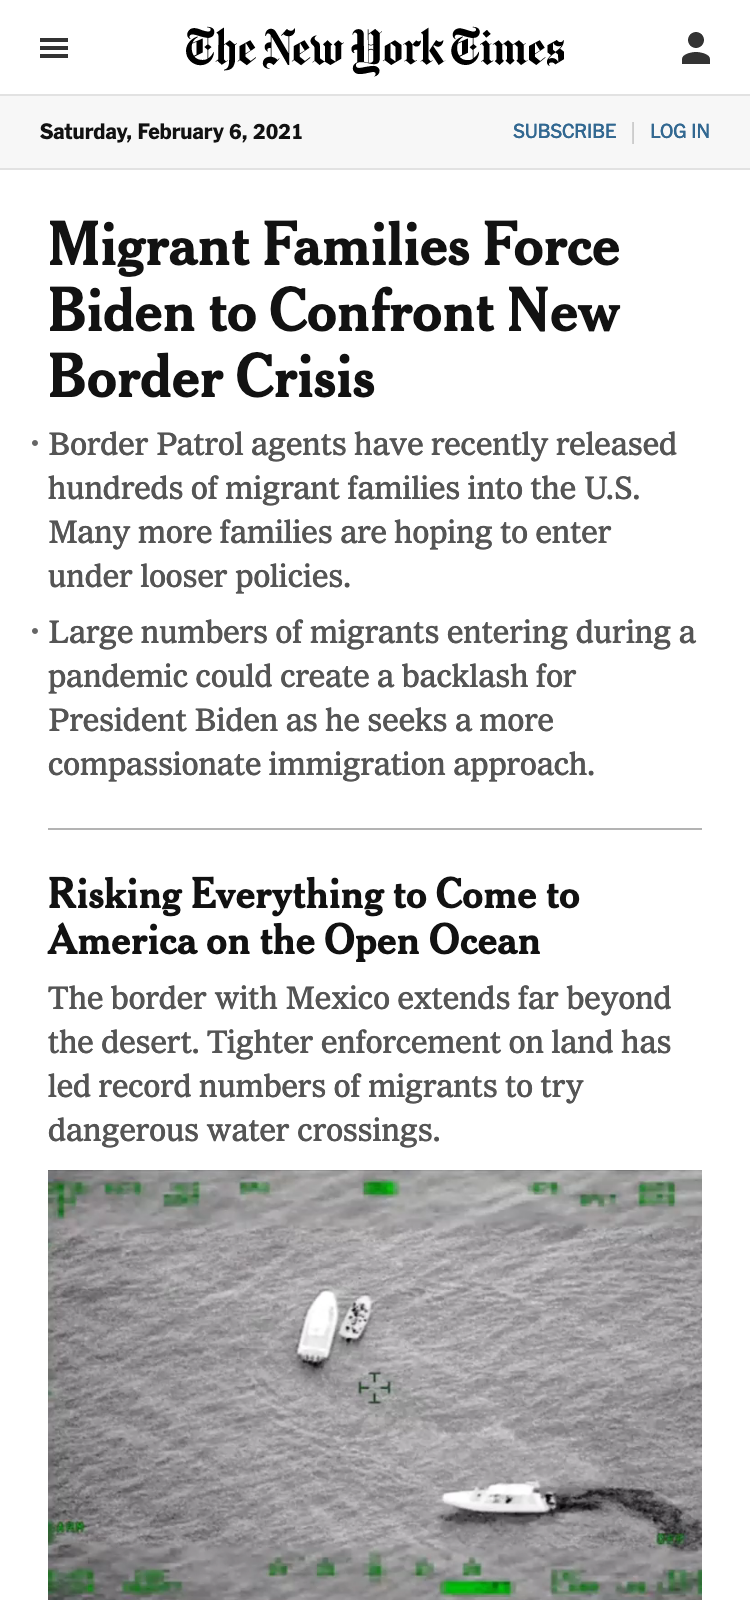 The New York Times
Saturday, February 6, 2021
SUBSCRIBE
LOG IN
Migrant Families Force
Biden to Confront New
Border Crisis
• Border Patrol agents have recently released
hundreds of migrant families into the U.S.
Many more families are hoping to enter
under looser policies.
• Large numbers of migrants entering during a
pandemic could create a backlash for
President Biden as he seeks a more
compassionate immigration approach.
Risking Everything to Come to
America on the Open Ocean
The border with Mexico extends far beyond
the desert. Tighter enforcement on land has
led record numbers of migrants to try
dangerous water crossings.